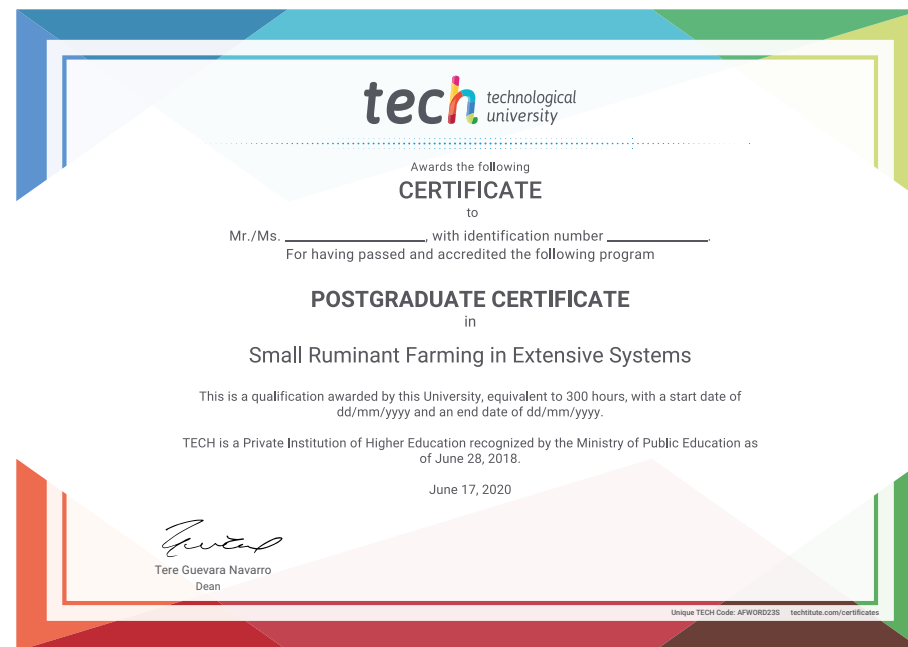 tech technological
university
Awards the following
CERTIFICATE
to
Mr./Ms. ____________________, with identification number ______________.
For having passed and accredited the following program
POSTGRADUATE CERTIFICATE
in
Small Ruminant Farming in Extensive Systems
This is a qualification awarded by this University, equivalent to 300 hours, with a start date of
dd/mm/yyyy and an end date of dd/mm/yyyy.
TECH is a Private Institution of Higher Education recognized by the Ministry of Public Education as
of June 28, 2018.
June 17, 2020
Tere Guevara Navarro
Dean
Unique TECH Code: AFWORD23S techtitute.com/certificates